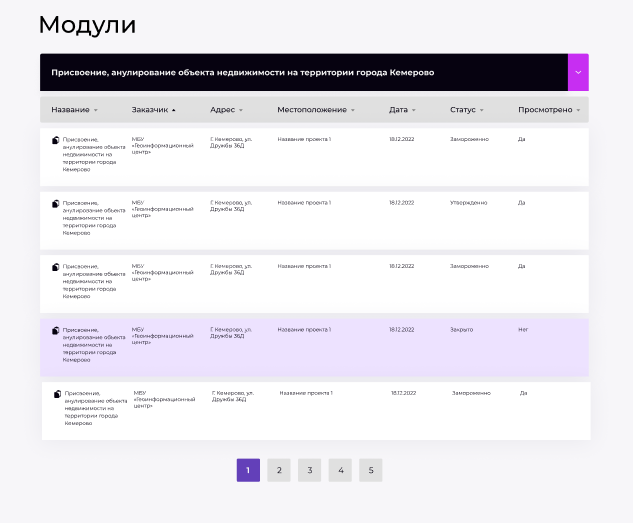 Модули
Присвоение, анулирование объекта недвижимости на территории города Кемерово
Название Заказчик Адрес Местоположение Дата Статус Просмотрено
Присвоение, МБУ Г. Кемерово, ул. Название проекта 1 18.12.2022 Замороженно Да
анулирование объекта «Геоинформационный Дружбы 36Д
недвижимости на центр»
территории города
Кемерово
Присвоение, МБУ Г. Кемерово, ул. Название проекта 1 18.12.2022 Утвержденно Да
анулирование объекта «Геоинформационный Дружбы 36Д
недвижимости на центр»
территории города
Кемерово
Присвоение, МБУ Г. Кемерово, ул. Название проекта 1 18.12.2022 Замороженно Да
анулирование объекта «Геоинформационный Дружбы 36Д
недвижимости на центр»
территории города
Кемерово
Присвоение, МБУ Г. Кемерово, ул. Название проекта 1 18.12.2022 Закрыто Нет
анулирование объекта «Геоинформационный Дружбы 36Д
недвижимости на центр»
территории города
Кемерово
Присвоение, МБУ Г. Кемерово, ул. Название проекта 1 18.12.2022 Замороженно Да
анулирование объекта «Геоинформационный Дружбы 36Д
недвижимости на центр»
территории города
Кемерово
1 2 3 4 5